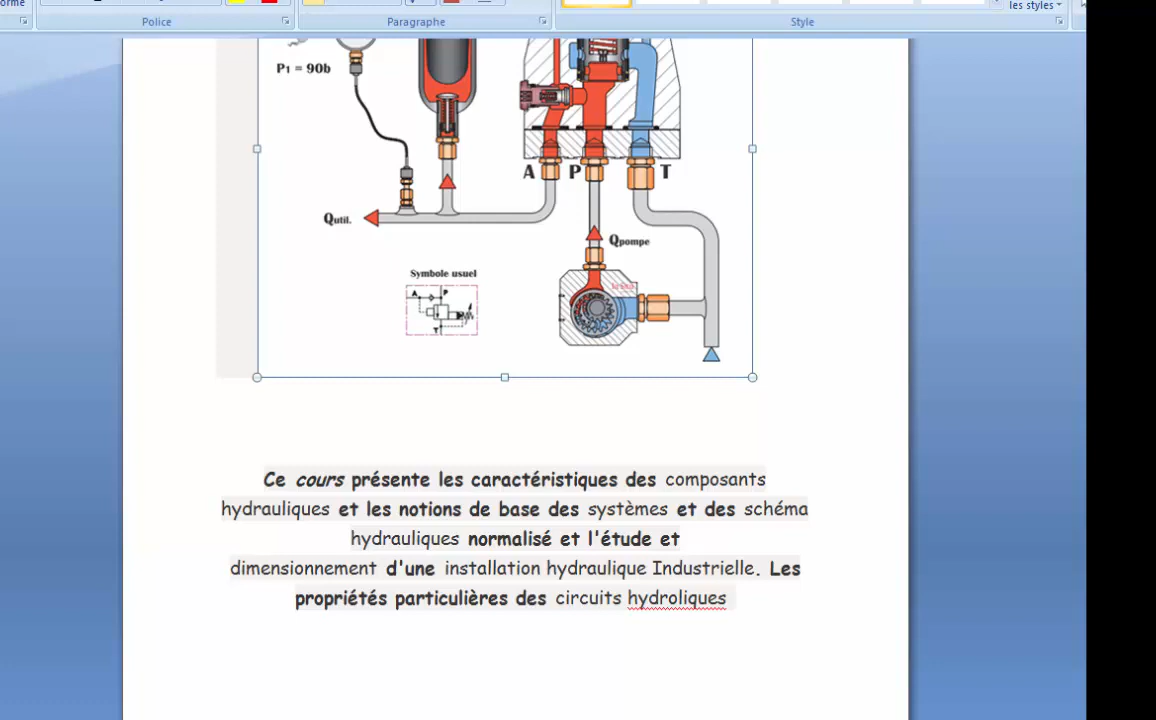 orme
les styles
Police
Paragraphe
Style
P1 = 90b
A P T
Qutil.
Qpompe
Symbole usuel
A P
T
Ce cours présente les caractéristiques des composants
hydrauliques et les notions de base des systèmes et des schéma
hydrauliques normalisé et l'étude et
dimensionnement d'une installation hydraulique Industrielle. Les
propriétés particulières des circuits hydroliques